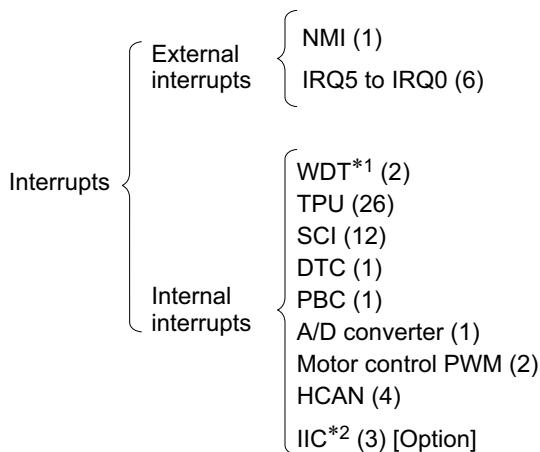 Interrupts
External
interrupts
NMI (1)
IRQ5 to IRQ0 (6)
Internal
interrupts
WDT*1 (2)
TPU (26)
SCI (12)
DTC (1)
PBC (1)
A/D converter (1)
Motor control PWM (2)
HCAN (4)
IIC*2 (3) [Option]